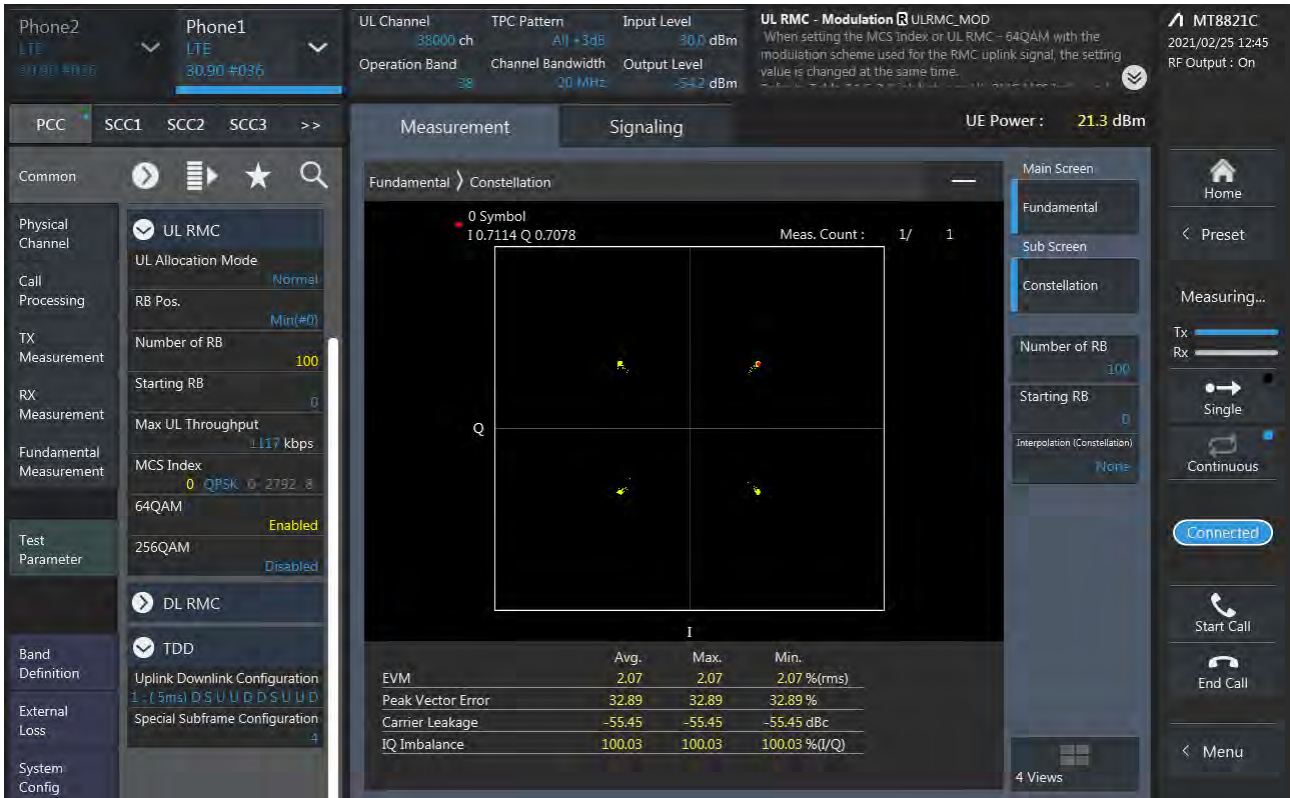 Phone2
LTE
30.90 #036
Phone1
LTE
30.90 #036
UL Channel
38000 ch
TPC Pattern
All +3dB
Input Level
30.0 dBm
Operation Band
38
Channel Bandwidth
20 MHz
Output Level
-54.2 dBm
UL RMC - Modulation R ULRMC_MOD
When setting the MCS Index or UL RMC - 64QAM with the
modulation scheme used for the RMC uplink signal, the setting
value is changed at the same time.
MT8821C
2021/02/25 12:45
RF Output : On
PCC SCC1 SCC2 SCC3 >>
Measurement
Signaling
UE Power : 21.3 dBm
Common
Physical
Channel
Call
Processing
TX
Measurement
RX
Measurement
Fundamental
Measurement
Test
Parameter
Band
Definition
External
Loss
System
Config
UL RMC
UL Allocation Mode
Normal
RB Pos.
Min(#0)
Number of RB
100
Starting RB
0
Max UL Throughput
1117 kbps
MCS Index
0 QPSK 0 2792 8
64QAM
Enabled
256QAM
Disabled
DL RMC
TDD
Uplink Downlink Configuration
1 : ( 5ms) D S U U D D S U U D
Special Subframe Configuration
4
Fundamental 〉 Constellation
0 Symbol
I 0.7114 Q 0.7078
Meas. Count : 1/ 1
Q
I
Avg. Max. Min.
EVM 2.07 2.07 2.07 %(rms)
Peak Vector Error 32.89 32.89 32.89 %
Carrier Leakage -55.45 -55.45 -55.45 dBc
IQ Imbalance 100.03 100.03 100.03 %(I/Q)
Main Screen
Fundamental
Sub Screen
Constellation
Number of RB
100
Starting RB
0
Interpolation (Constellation)
None
4 Views
Home
< Preset
Measuring...
Tx
Rx
Single
Continuous
Connected
Start Call
End Call
< Menu